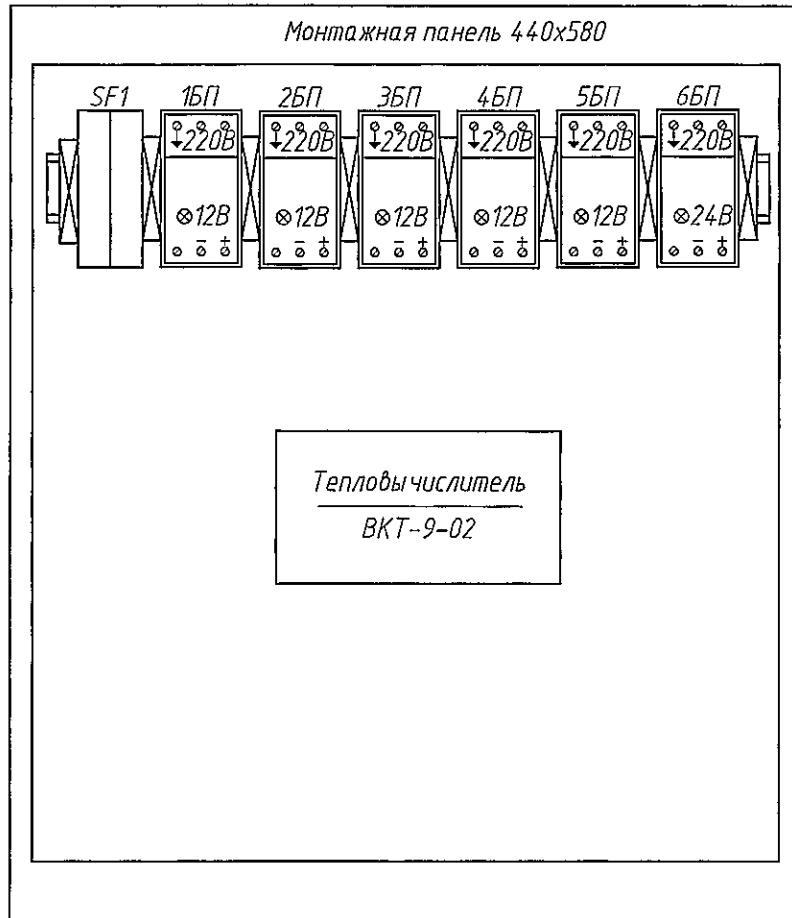 Монтажная панель 440х580
SF1 1БП 2БП 3БП 4БП 5БП 6БП
220В 220В 220В 220В 220В 220В
12В 12В 12В 12В 12В 24В
- + - + - + - + - + - +
Тепловычислитель
ВКТ-9-02